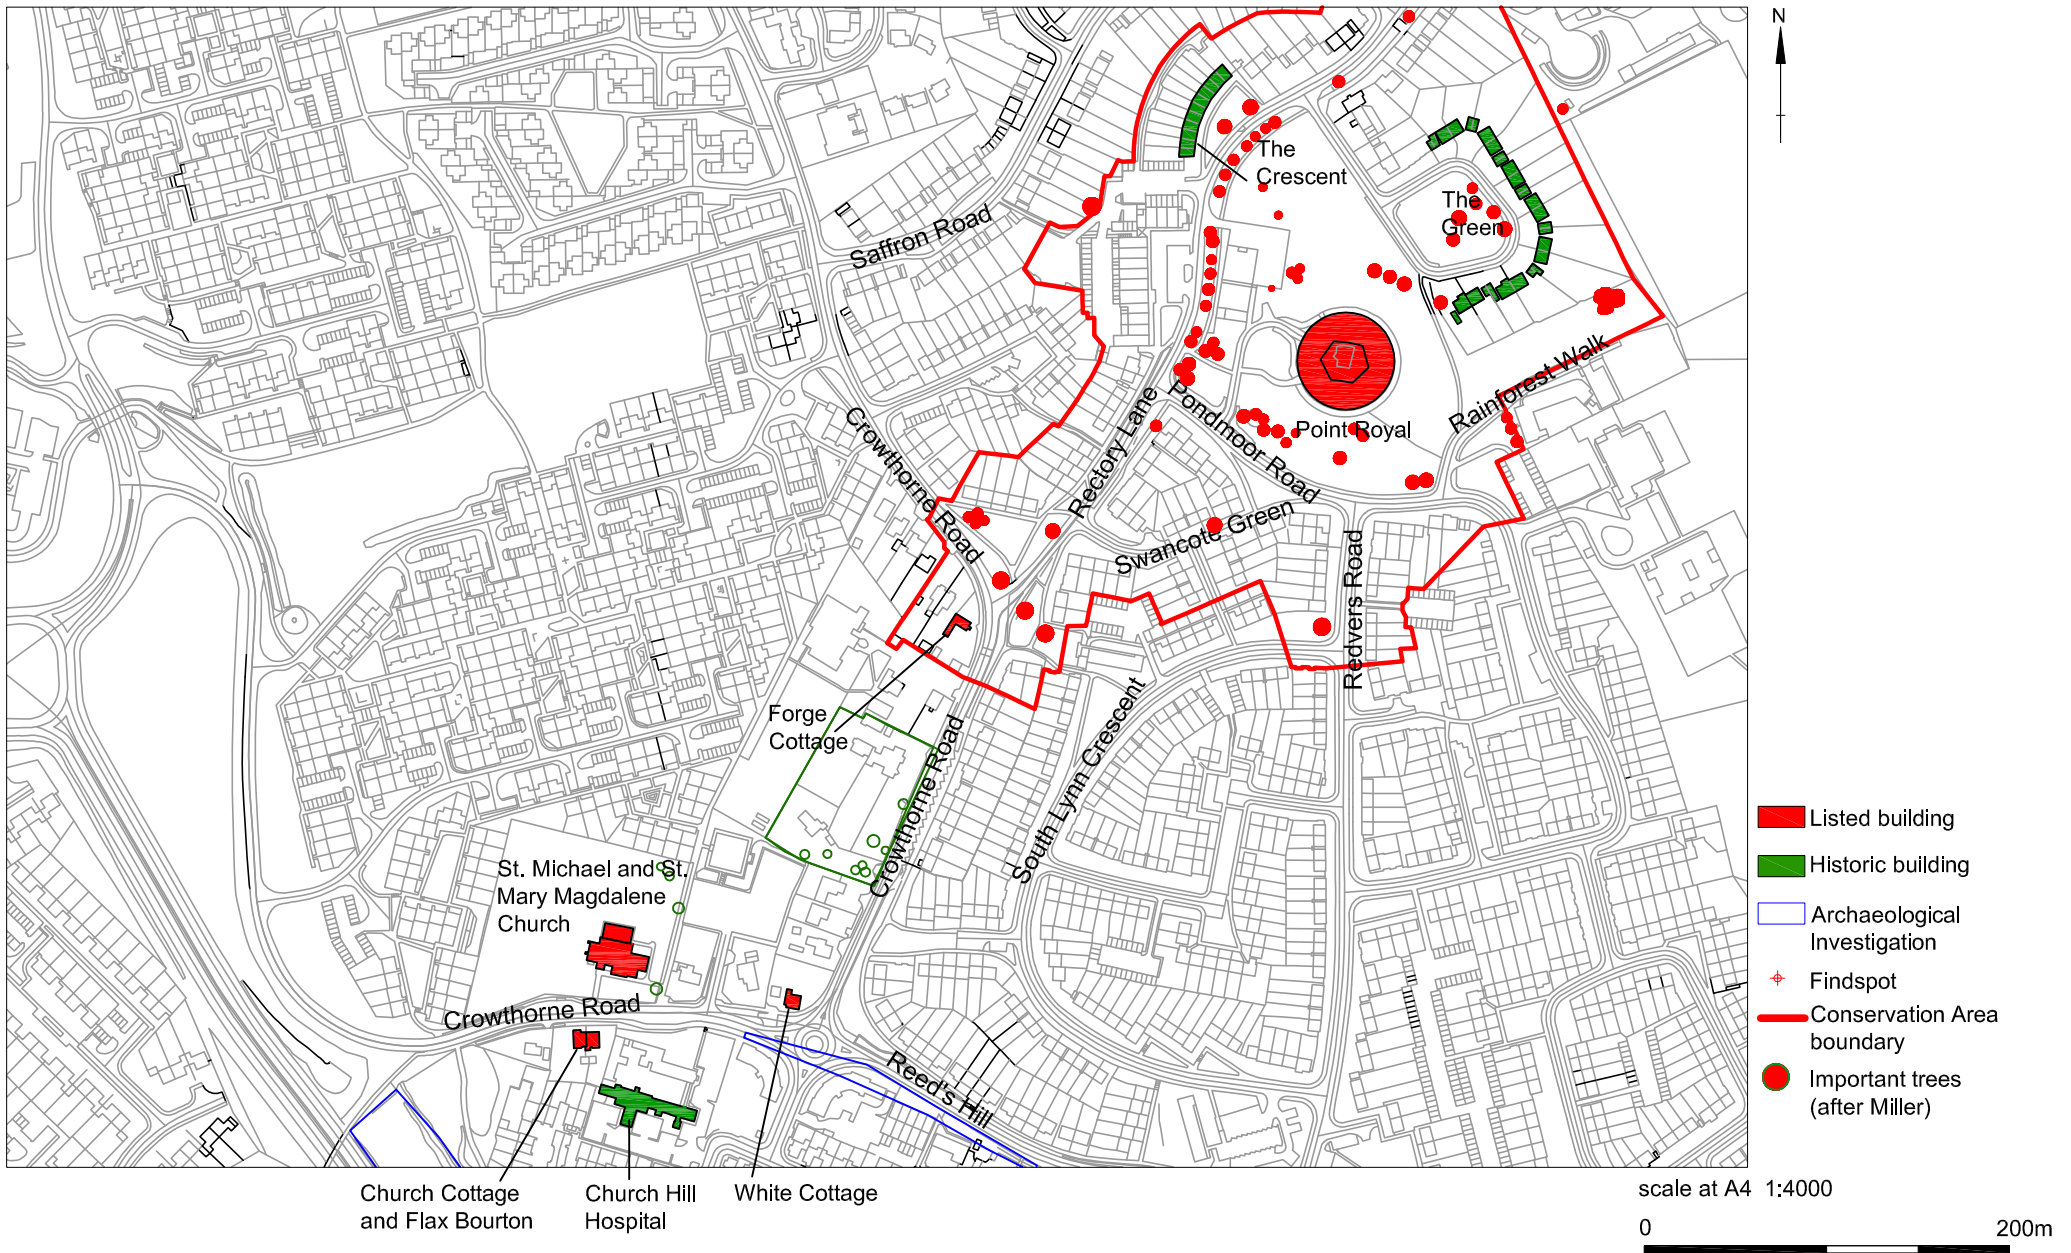 N
The
Crescent
The
Green
Saffron Road
Rainforest Walk
Crowthorne Road
Rectory Lane
Pondmoor Road
Point Royal
Swancote Green
Redvers Road
Forge
Cottage
Crowthorne Road
South Lynn Crescent
St. Michael and St.
Mary Magdalene
Church
Crowthorne Road
Reed's Hill
Church Cottage
and Flax Bourton
Church Hill
Hospital
White Cottage
Listed building
Historic building
Archaeological
Investigation
Findspot
Conservation Area
boundary
Important trees
(after Miller)
scale at A4 1:4000
0 200m